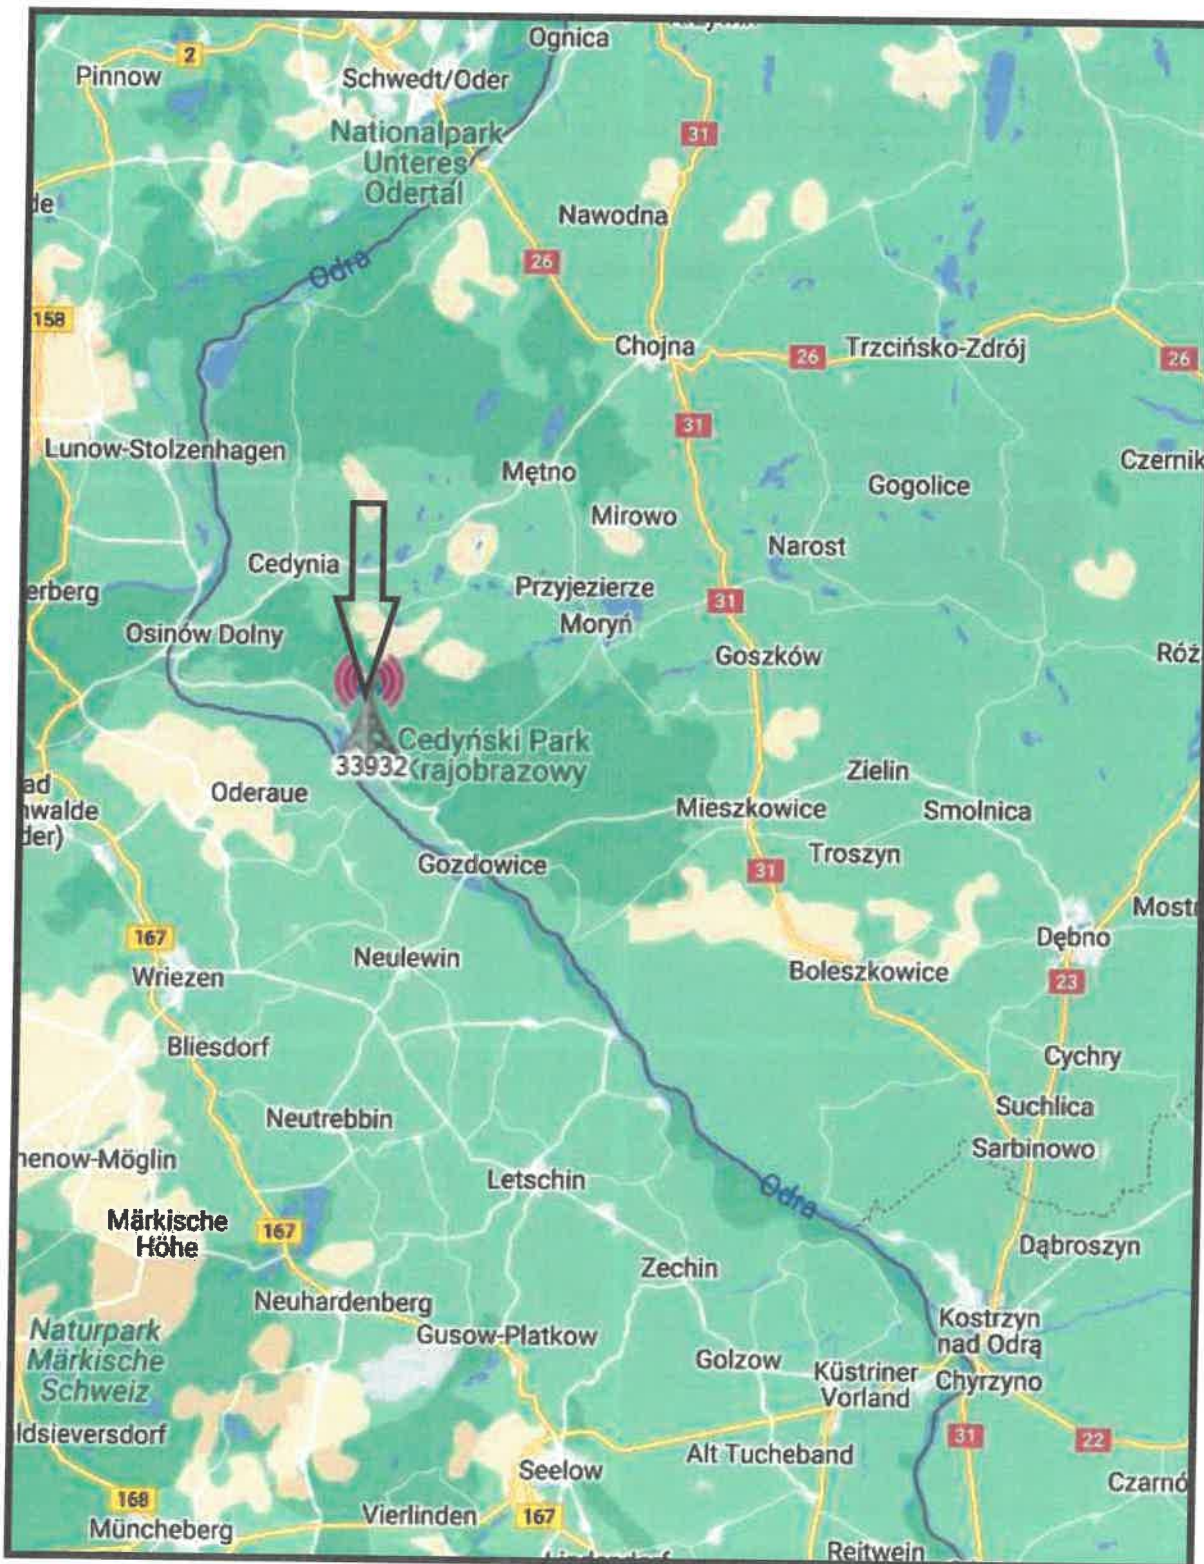 Ognica
2
Pinnow
Schwedt/Oder
Nationalpark
Unteres
Odertal
31
de
Nawodna
26
Odra
158
Chojna
26
Trzcińsko-Zdrój
26
31
Lunow-Stolzenhagen
Mętno
Czernik
Gogolice
Mirowo
Narost
Cedynia
Przyjezierze
erberg
31
Moryń
Osinów Dolny
Goszków
Róż
Cedyński Park
Krajobrazowy
33932
Zielin
ad
nwalde
der)
Oderaue
Mieszkowice
Smolnica
Troszyn
Gozdowice
31
Mostr
167
Dębno
Neulewin
Wriezen
Boleszkowice
23
Bliesdorf
Cychry
Neutrebbin
Suchlica
Sarbinowo
henow-Möglin
Letschin
Odra
Märkische
Höhe
167
Dąbroszyn
Zechin
Neuhardenberg
Kostrzyn
nad Odrą
Gusow-Platkow
Naturpark
Märkische
Schweiz
Golzow
Küstriner
Vorland
Chyrzyno
ldsieversdorf
31
22
Alt Tucheband
Seelow
Czarnó
168
Vierlinden
167
Müncheberg
Reitwein